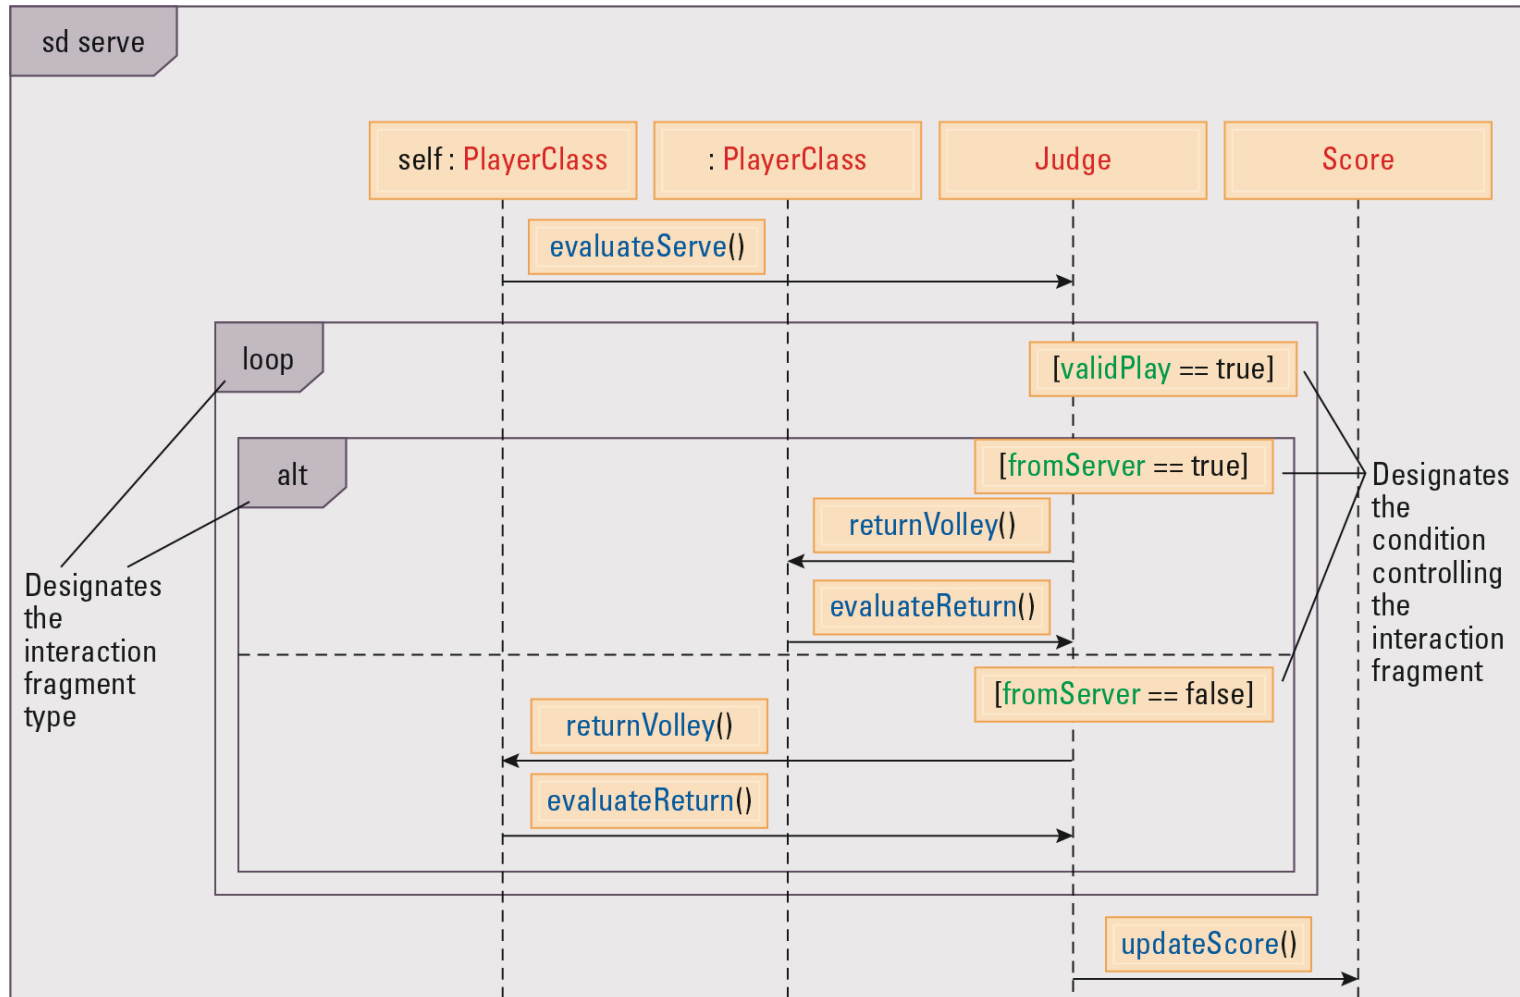 sd serve
self : PlayerClass
: PlayerClass
Judge
Score
evaluateServe()
loop
[validPlay == true]
alt
[fromServer == true]
returnVolley()
evaluateReturn()
[fromServer == false]
returnVolley()
evaluateReturn()
updateScore()
Designates
the
interaction
fragment
type
Designates
the
condition
controlling
the
interaction
fragment